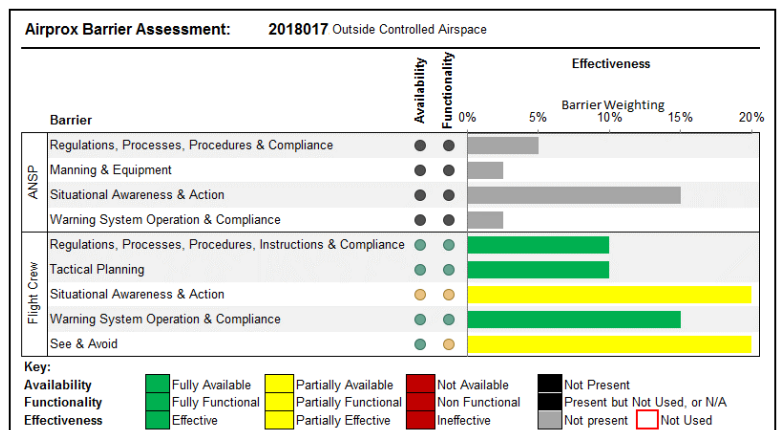 Airprox Barrier Assessment: 2018017 Outside Controlled Airspace
Effectiveness
Availability
Functionality
Barrier Weighting
Barrier
0% 5% 10% 15% 20%
ANSP
Regulations, Processes, Procedures & Compliance
Manning & Equipment
Situational Awareness & Action
Warning System Operation & Compliance
Flight Crew
Regulations, Processes, Procedures, Instructions & Compliance
Tactical Planning
Situational Awareness & Action
Warning System Operation & Compliance
See & Avoid
Key:
Availability Fully Available Partially Available Not Available Not Present
Functionality Fully Functional Partially Functional Non Functional Present but Not Used, or N/A
Effectiveness Effective Partially Effective Ineffective Not present Not Used